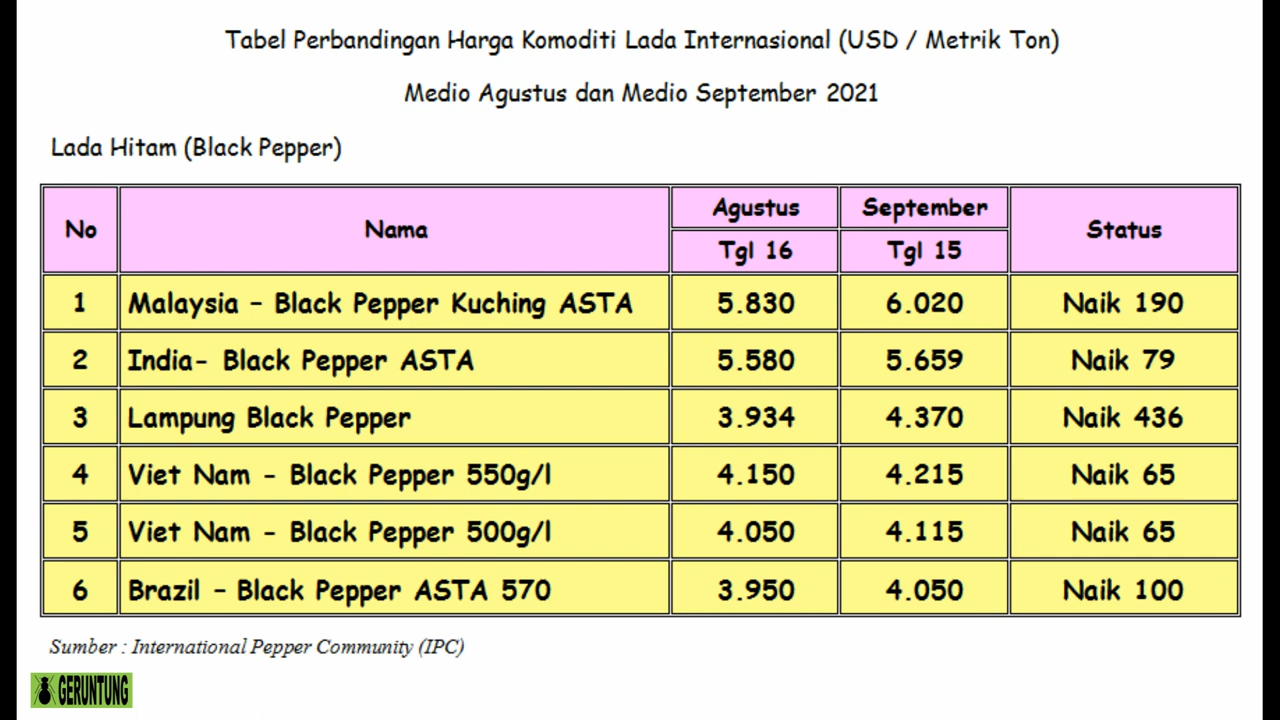 Tabel Perbandingan Harga Komoditi Lada Internasional (USD / Metrik Ton)
Medio Agustus dan Medio September 2021
Lada Hitam (Black Pepper)
No Nama Agustus September Status
Tgl 16 Tgl 15
1 Malaysia – Black Pepper Kuching ASTA 5.830 6.020 Naik 190
2 India- Black Pepper ASTA 5.580 5.659 Naik 79
3 Lampung Black Pepper 3.934 4.370 Naik 436
4 Viet Nam - Black Pepper 550g/l 4.150 4.215 Naik 65
5 Viet Nam - Black Pepper 500g/l 4.050 4.115 Naik 65
6 Brazil – Black Pepper ASTA 570 3.950 4.050 Naik 100
Sumber : International Pepper Community (IPC)
GERUNTUNG